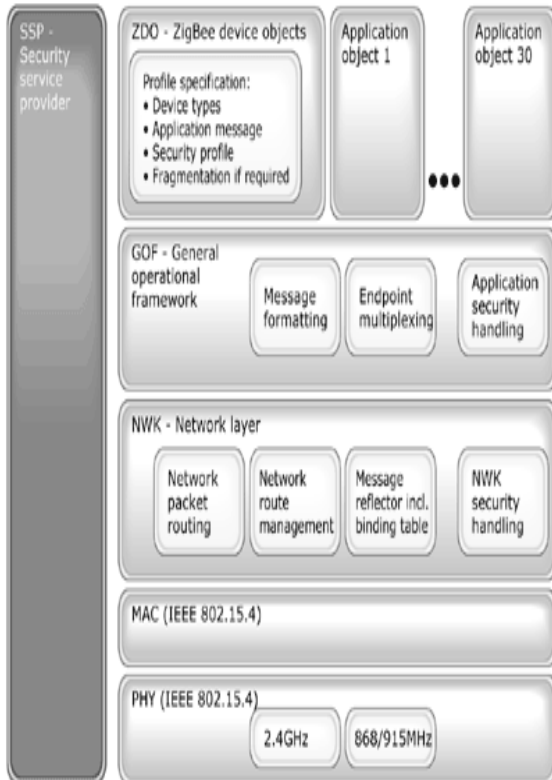 SSP -
Security
service
provider
ZDO - ZigBee device objects
Profile specification:
• Device types
• Application message
• Security profile
• Fragmentation if required
Application
object 1
•••
Application
object 30
GOF - General
operational
framework
Message
formatting
Endpoint
multiplexing
Application
security
handling
NWK - Network layer
Network
packet
routing
Network
route
management
Message
reflector incl.
binding table
NWK
security
handling
MAC (IEEE 802.15.4)
PHY (IEEE 802.15.4)
2.4GHz
868/915MHz